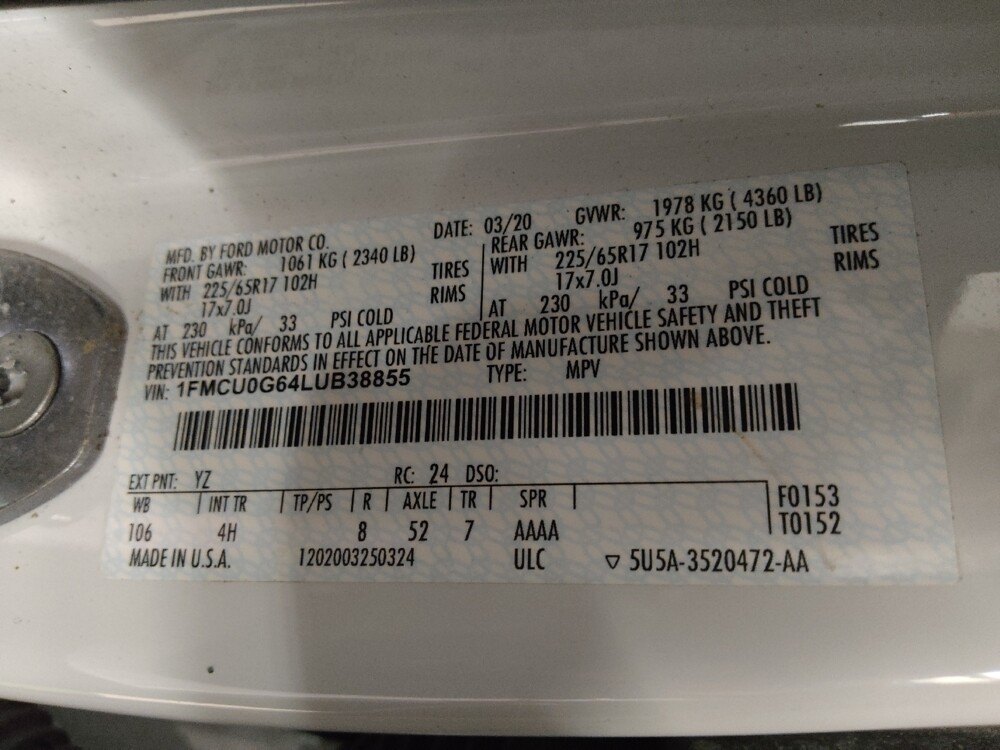 MFD. BY FORD MOTOR CO.
DATE: 03/20 GVWR: 1978 KG ( 4360 LB)
FRONT GAWR: 1061 KG ( 2340 LB)
WITH 225/65R17 102H TIRES
17x7.0J RIMS
AT 230 kPa/ 33 PSI COLD
REAR GAWR: 975 KG ( 2150 LB)
WITH 225/65R17 102H TIRES
17x7.0J RIMS
AT 230 kPa/ 33 PSI COLD
THIS VEHICLE CONFORMS TO ALL APPLICABLE FEDERAL MOTOR VEHICLE SAFETY AND THEFT
PREVENTION STANDARDS IN EFFECT ON THE DATE OF MANUFACTURE SHOWN ABOVE.
VIN: 1FMCU0G64LUB38855 TYPE: MPV
EXT PNT: YZ RC: 24 DSO:
WB INT TR TP/PS R AXLE TR SPR
106 4H 8 52 7 AAAA
F0153
T0152
MADE IN U.S.A. 1202003250324 ULC ▽ 5U5A-3520472-AA